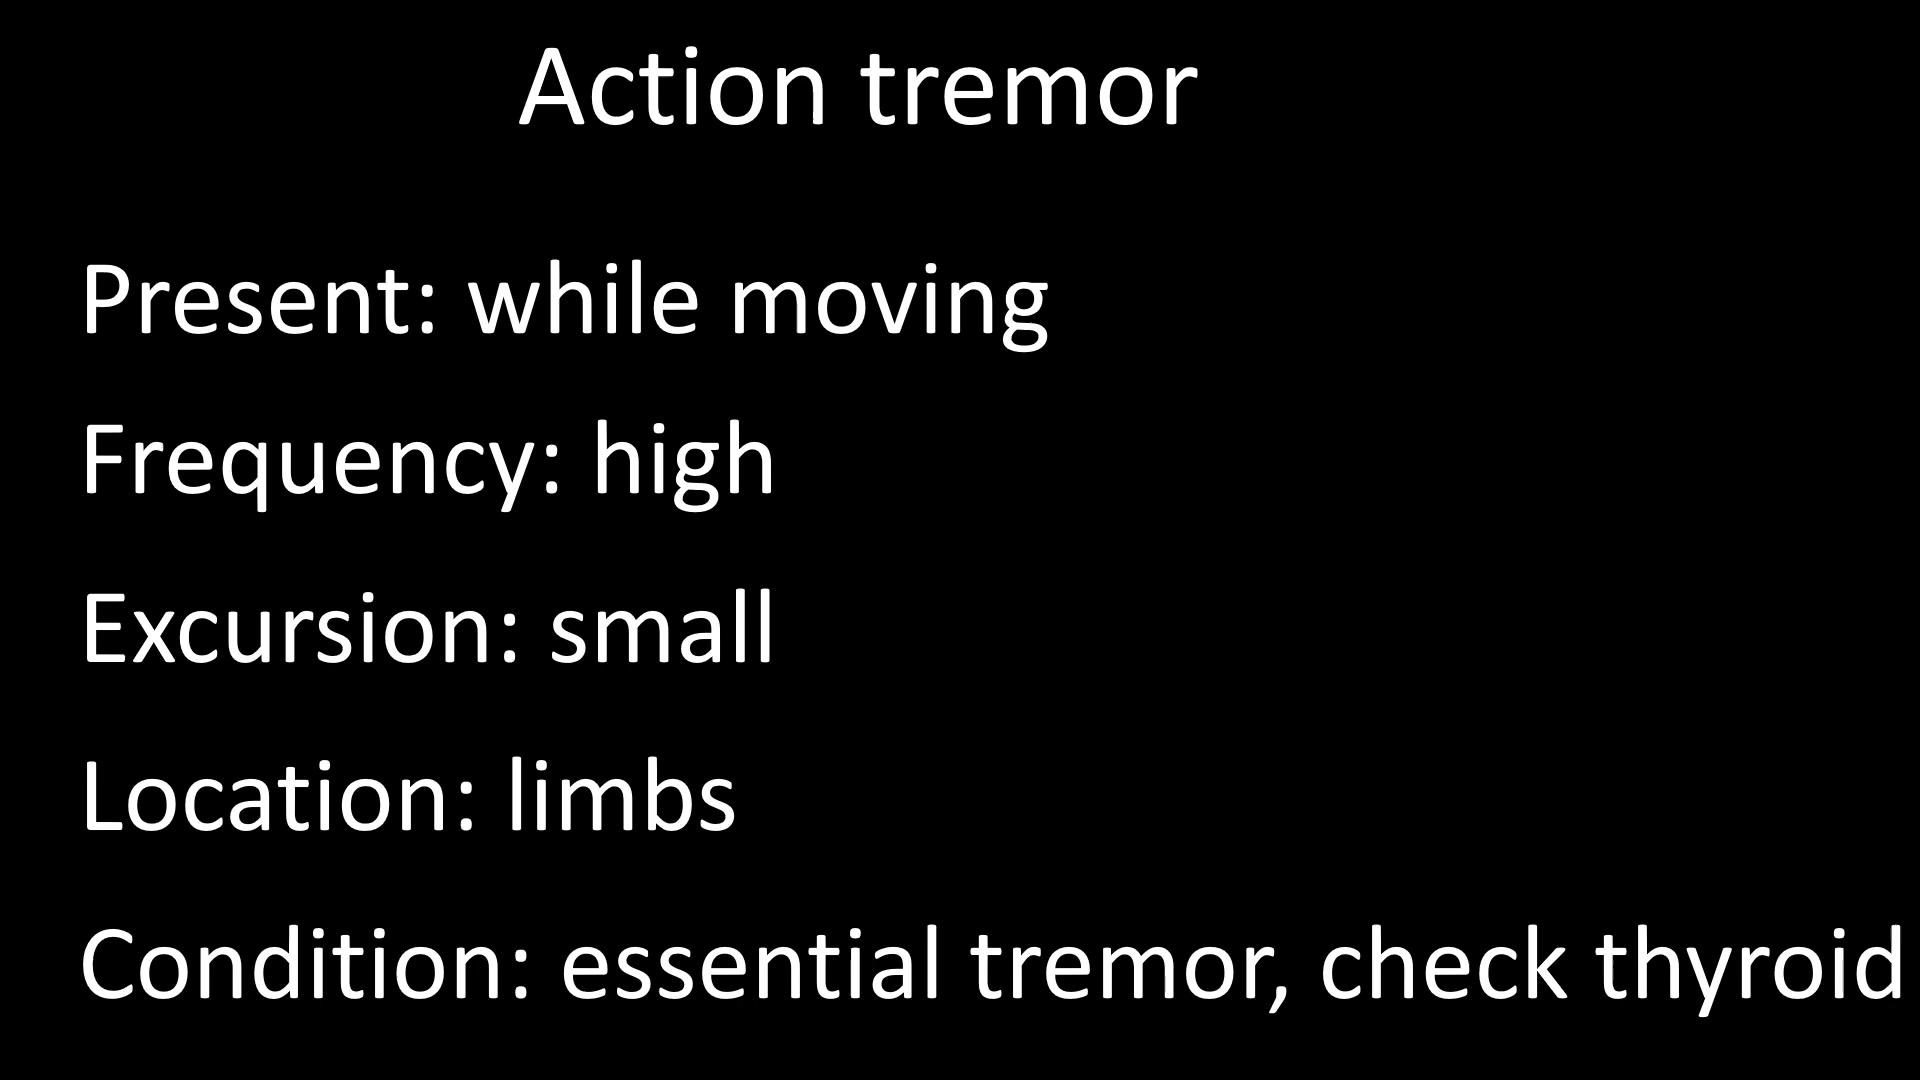 Action tremor
Present: while moving
Frequency: high
Excursion: small
Location: limbs
Condition: essential tremor, check thyroid